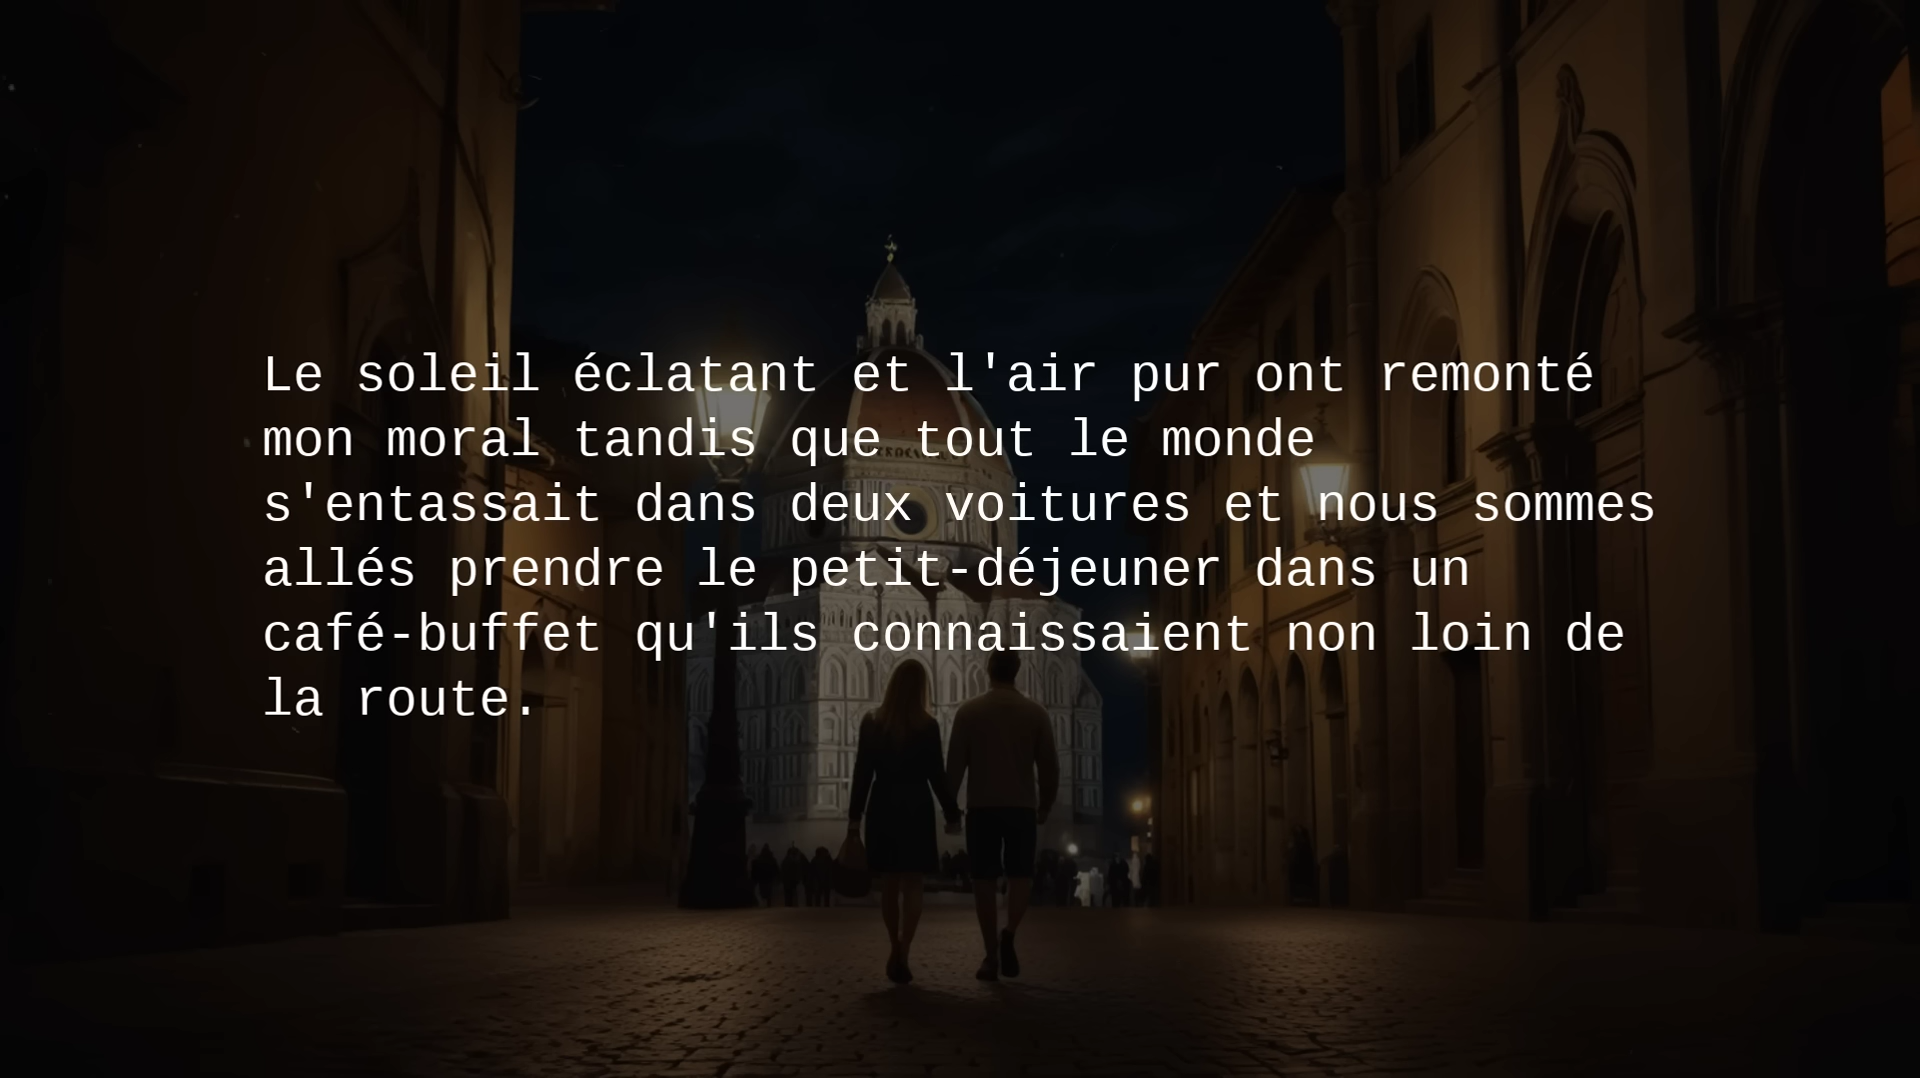 Le soleil éclatant et l'air pur ont remonté
mon moral tandis que tout le monde
s'entassait dans deux voitures et nous sommes
allés prendre le petit-déjeuner dans un
café-buffet qu'ils connaissaient non loin de
la route.